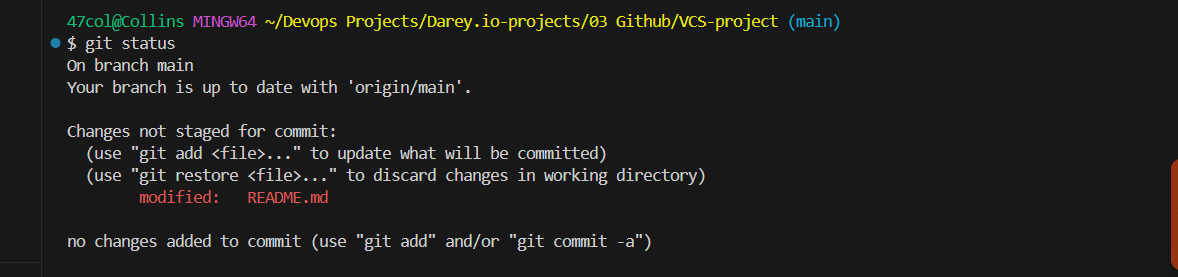 47col@Collins MINGW64 ~/Devops Projects/Darey.io-projects/03 Github/VCS-project (main)
$ git status
On branch main
Your branch is up to date with 'origin/main'.
Changes not staged for commit:
(use "git add <file>..." to update what will be committed)
(use "git restore <file>..." to discard changes in working directory)
modified: README.md
no changes added to commit (use "git add" and/or "git commit -a")